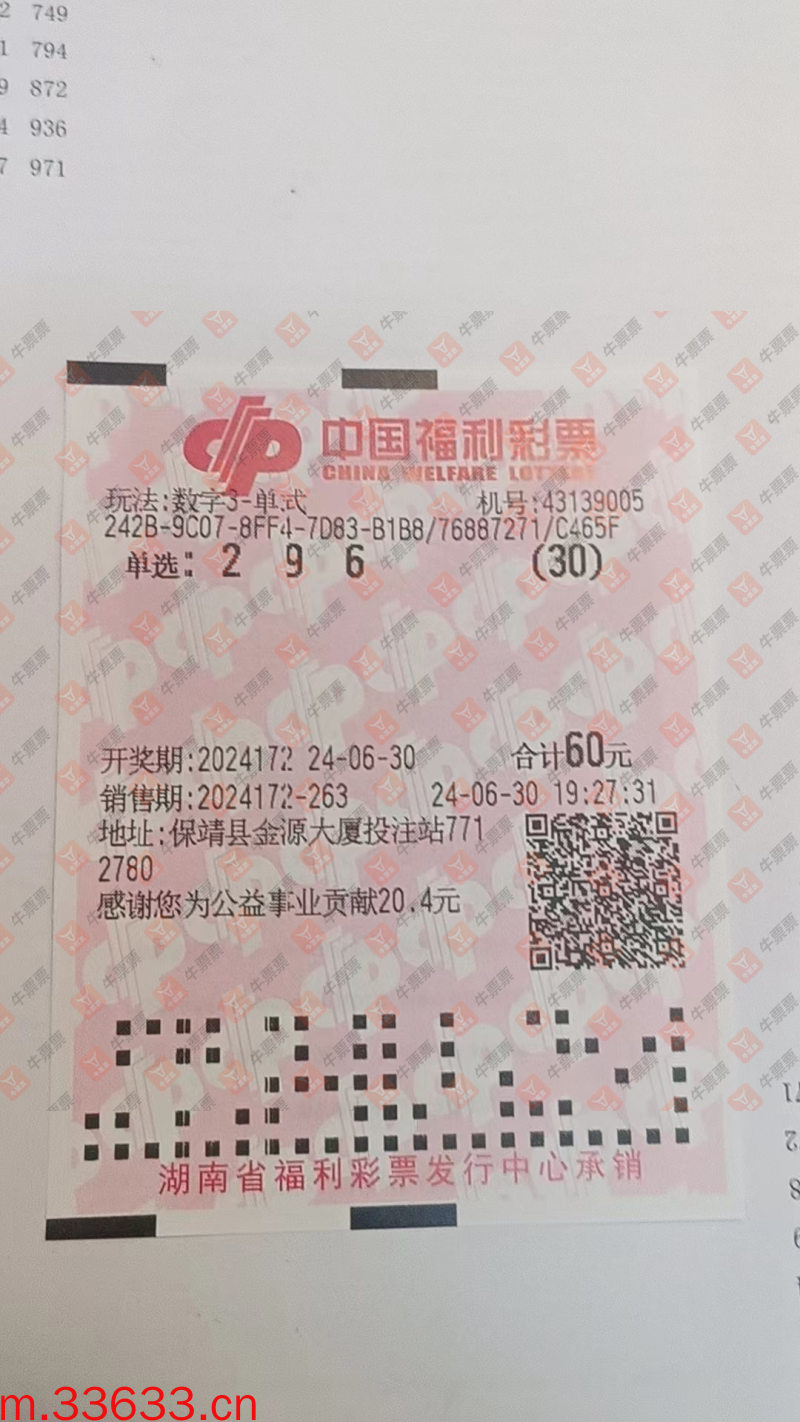 2 749
1 794
9 872
4 936
7 971
中国福利彩票
CHINA WELFARE LOTTERY
玩法:数字3-单式 机号:43139005
242B-9C07-8FF4-7D83-B1B8/76887271/C465F
单选: 2 9 6 (30)
开奖期:2024172 24-06-30 合计60元
销售期:2024172-263 24-06-30 19:27:31
地址:保靖县金源大厦投注站771
2780
感谢您为公益事业贡献20.4元
湖南省福利彩票发行中心承销
牛票票
m.33633.cn